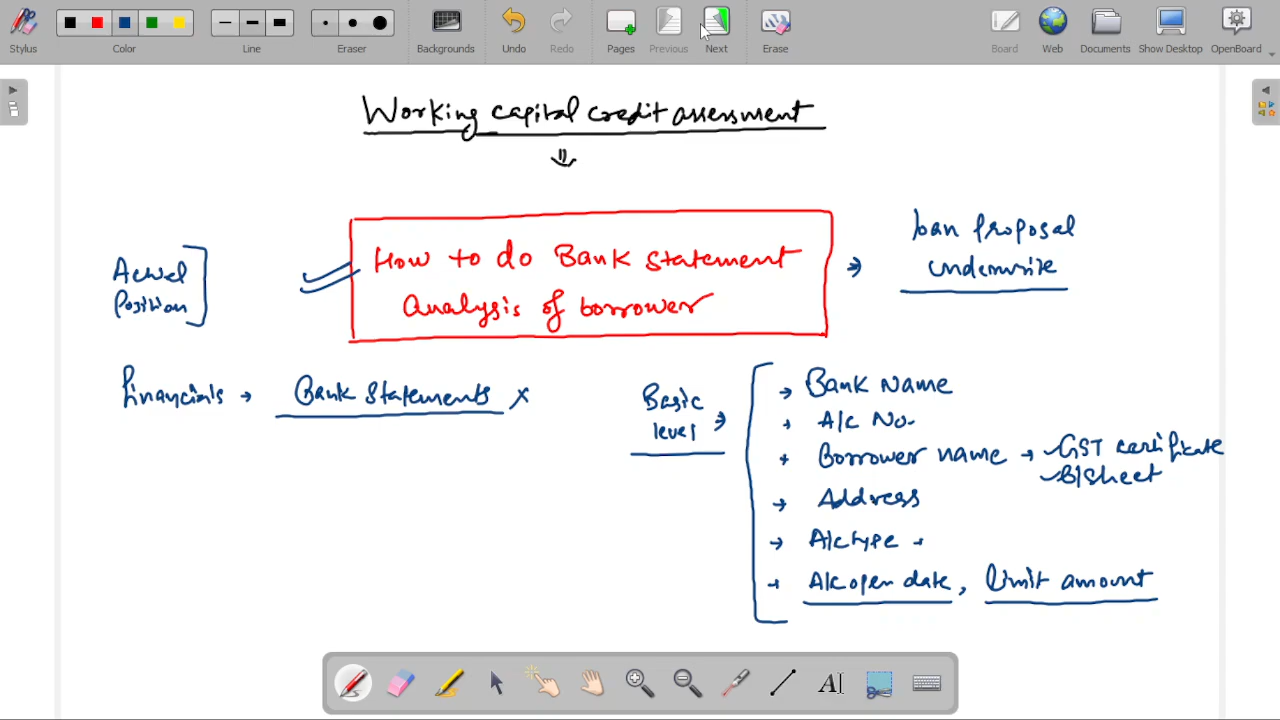 Stylus
Color
Line
Eraser
Backgrounds
Undo
Redo
Pages
Previous
Next
Erase
Board
Web
Documents
Show Desktop
OpenBoard
Working capital credit assessment
How to do Bank Statement
Analysis of borrower
loan proposal
underwrite
Actual
Position
financials → Bank Statements ×
Basic
level
→ Bank Name
→ A/c No.
→ Borrower name → ✓GST certificate
✓B/Sheet
→ Address
→ A/c type →
→ A/c open date, limit amount
AI